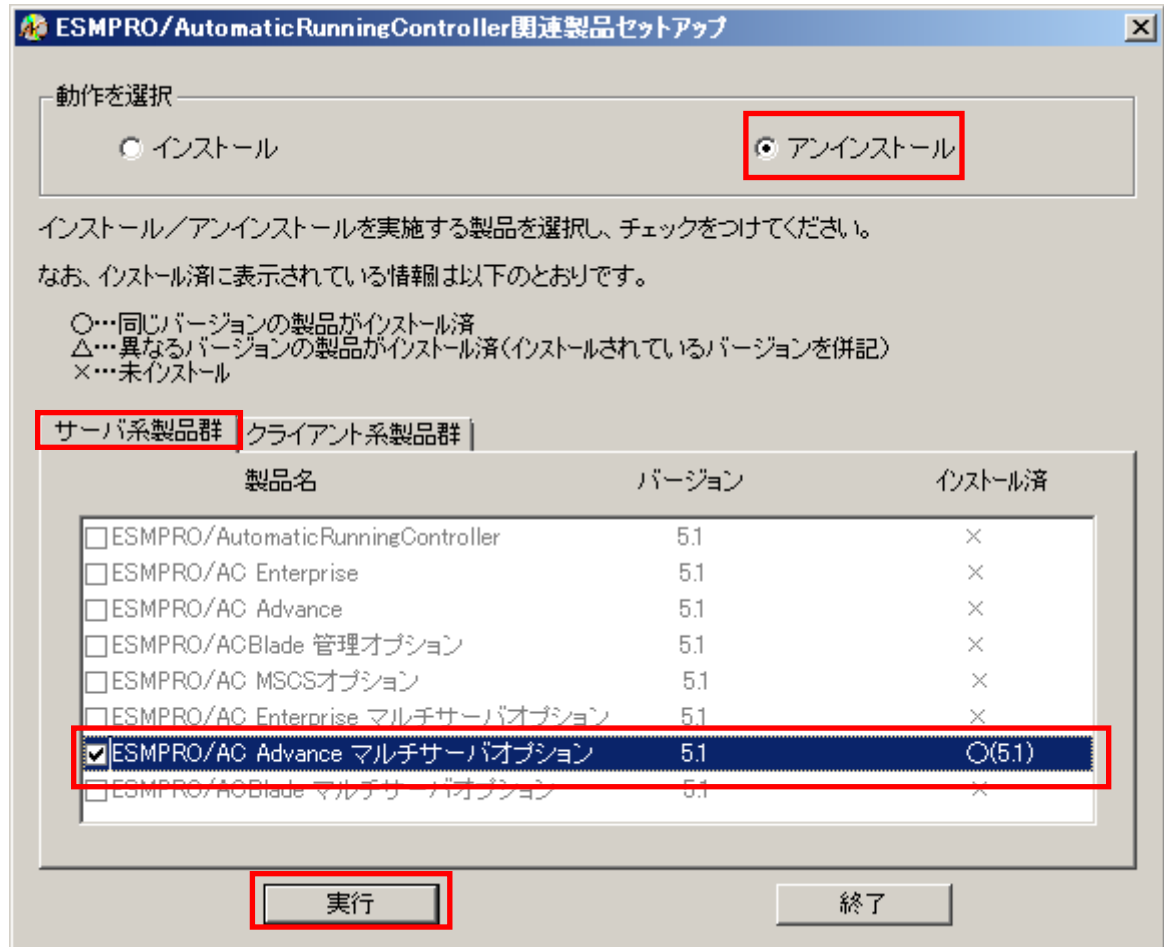 ESMPRO/AutomaticRunningController関連製品セットアップ
動作を選択
インストール
アンインストール
インストール／アンインストールを実施する製品を選択し、チェックをつけてください。
なお、インストール済に表示されている情報は以下のとおりです。
○…同じバージョンの製品がインストール済
△…異なるバージョンの製品がインストール済(インストールされているバージョンを併記)
×…未インストール
サーバ系製品群 クライアント系製品群
製品名 バージョン インストール済
ESMPRO/AutomaticRunningController 5.1 ×
ESMPRO/AC Enterprise 5.1 ×
ESMPRO/AC Advance 5.1 ×
ESMPRO/ACBlade 管理オプション 5.1 ×
ESMPRO/AC MSCSオプション 5.1 ×
ESMPRO/AC Enterprise マルチサーバオプション 5.1 ×
ESMPRO/AC Advance マルチサーバオプション 5.1 ○(5.1)
ESMPRO/ACBlade マルチサーバオプション 5.1 ×
実行 終了